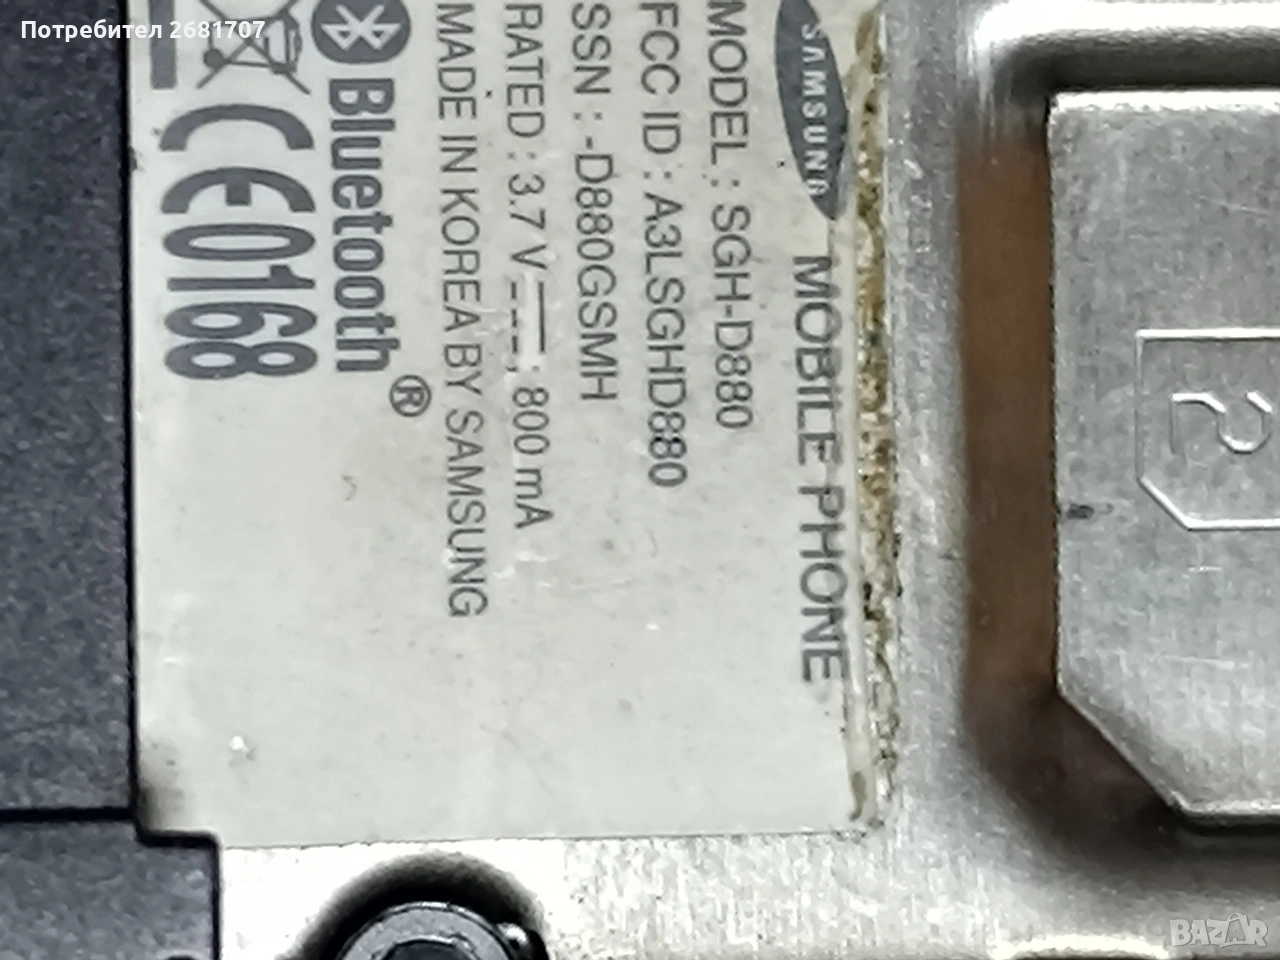 Потребител 2681707
SAMSUNG
MOBILE PHONE
MODEL : SGH-D880
FCC ID : A3LSGHD880
SSN : -D880GSMH
RATED : 3.7 V ; 800 mA
MADE IN KOREA BY SAMSUNG
Bluetooth®
CE0168
2
BAZAR